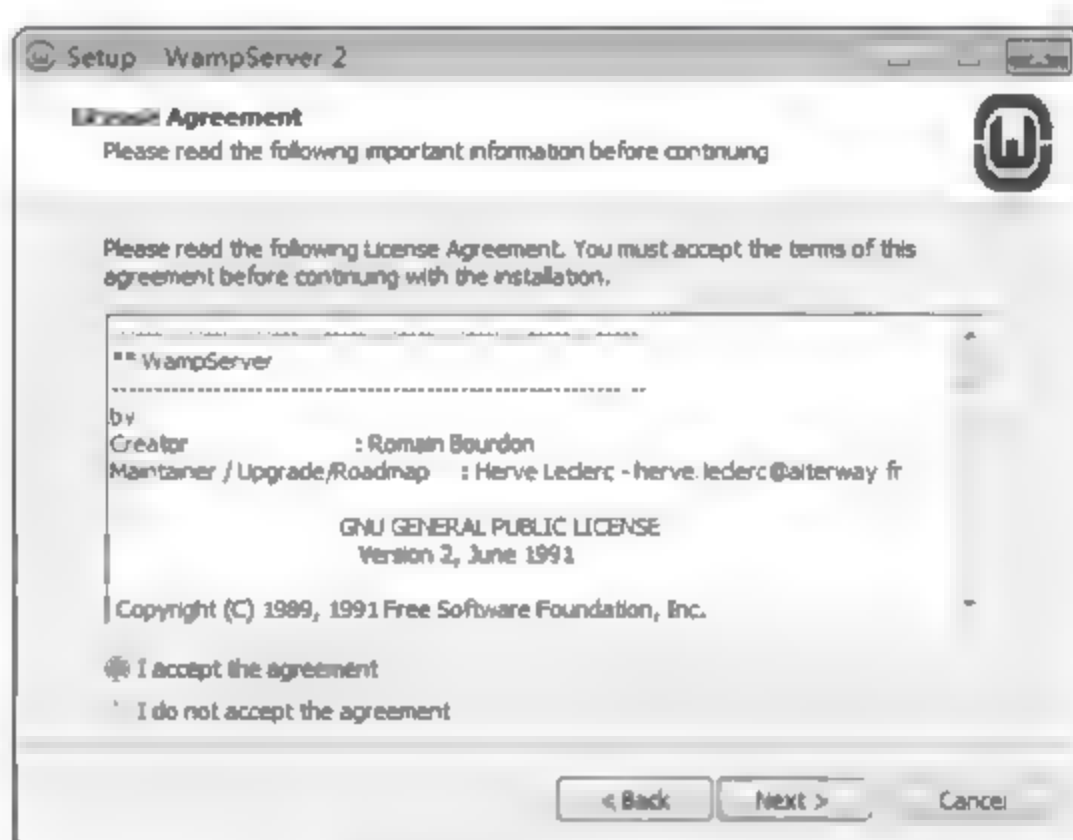 Setup WampServer 2
License Agreement
Please read the following important information before continuing
Please read the following License Agreement. You must accept the terms of this
agreement before continuing with the installation.
** WampServer
by
Creator : Romain Bourdon
Maintainer / Upgrade/Roadmap : Herve Leclerc - herve.leclerc@alterway fr
GNU GENERAL PUBLIC LICENSE
Version 2, June 1991
Copyright (C) 1989, 1991 Free Software Foundation, Inc.
I accept the agreement
I do not accept the agreement
< Back Next > Cancel